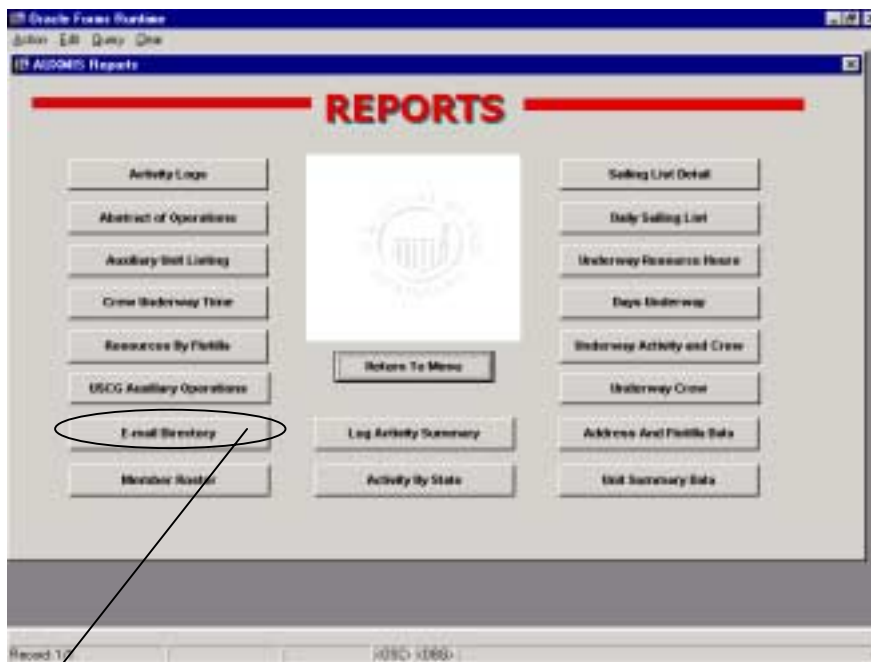 Oracle Forms Runtime
Action Edit Query Clear
AUXMIS Reports
REPORTS
Activity Logs
Abstract of Operations
Auxiliary Unit Listing
Crew Underway Time
Resources By Flotilla
USCG Auxiliary Operations
E-mail Directory
Member Roster
Return To Menu
Log Activity Summary
Activity By State
Sailing List Detail
Daily Sailing List
Underway Resource Hours
Days Underway
Underway Activity and Crew
Underway Crew
Address And Flotilla Data
Unit Summary Data
Record: 1/
<OSC> <DBG>